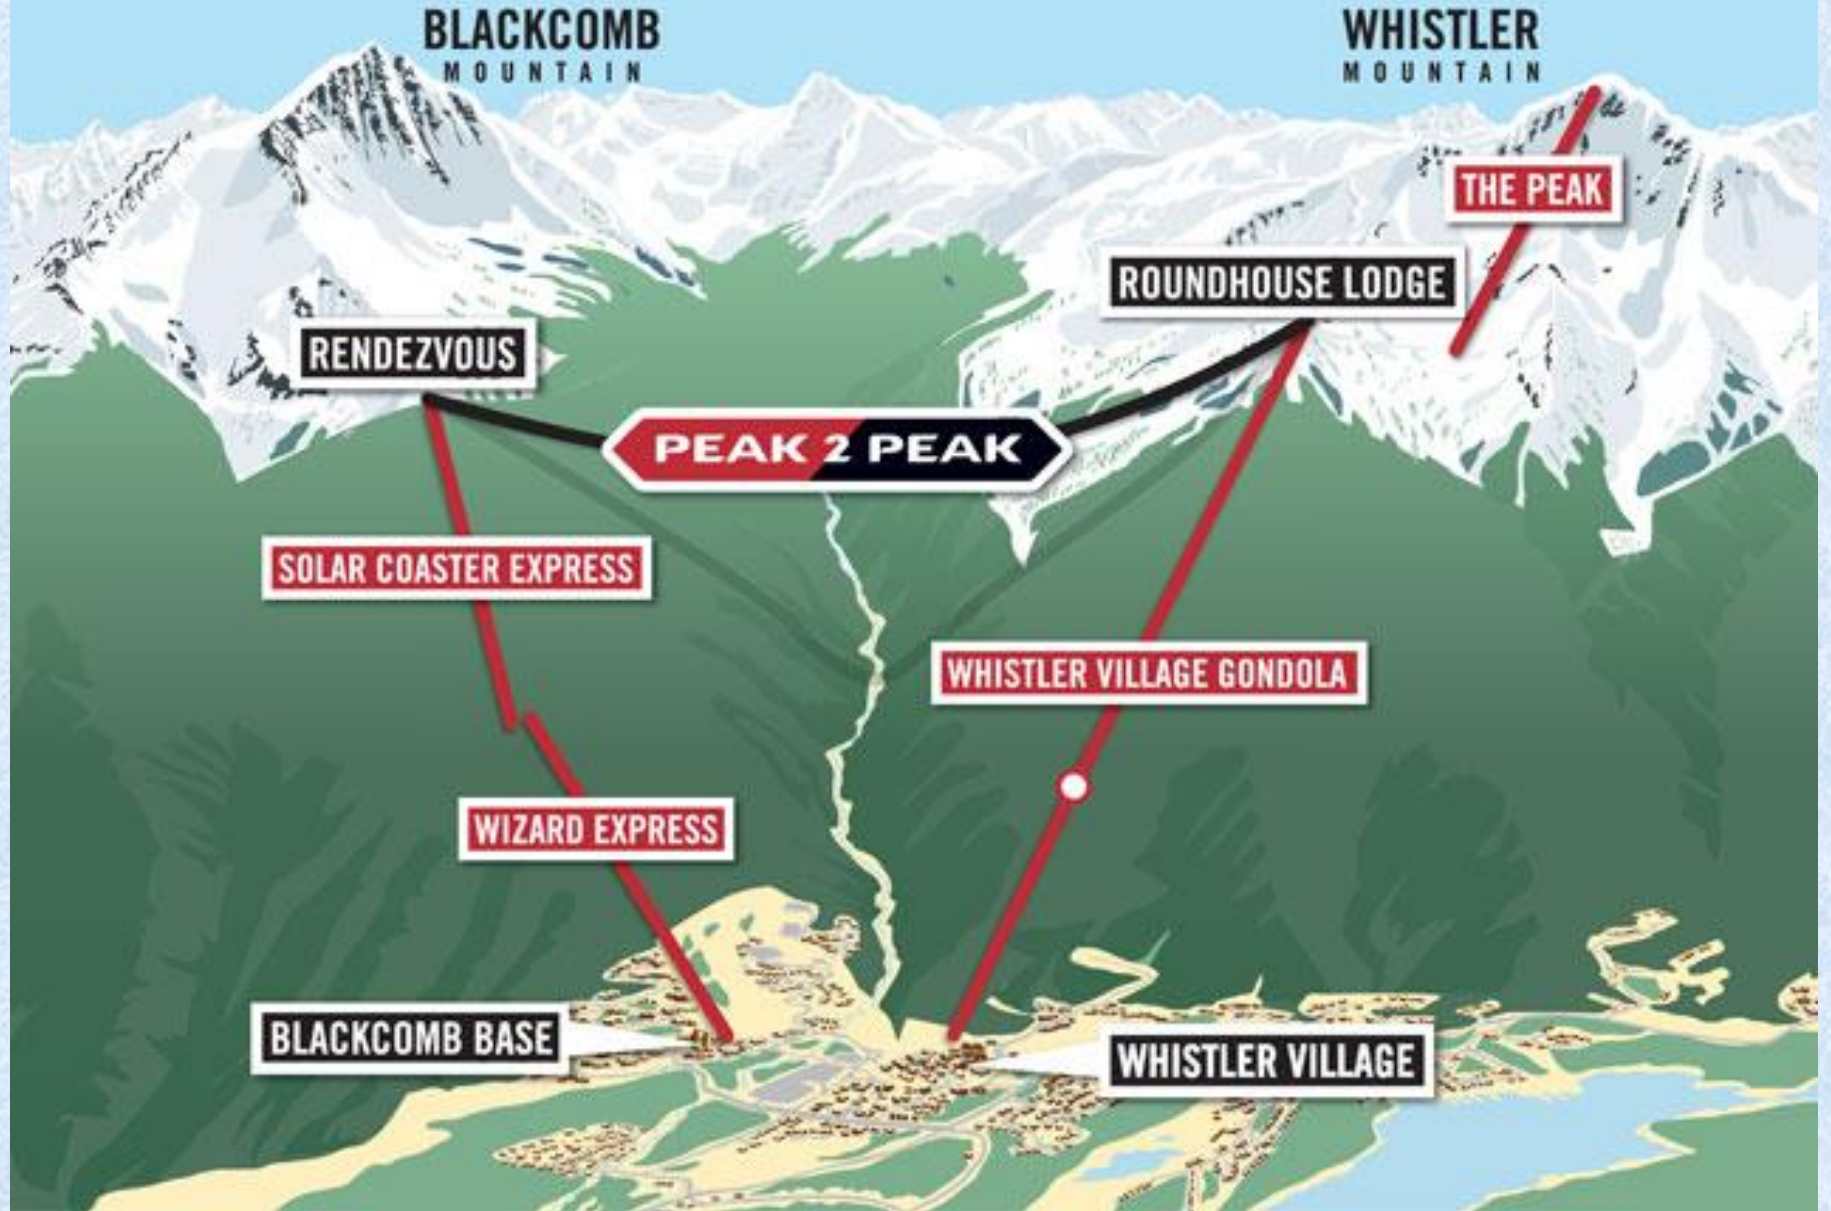 BLACKCOMB
MOUNTAIN
WHISTLER
MOUNTAIN
THE PEAK
ROUNDHOUSE LODGE
RENDEZVOUS
PEAK 2 PEAK
SOLAR COASTER EXPRESS
WHISTLER VILLAGE GONDOLA
WIZARD EXPRESS
BLACKCOMB BASE
WHISTLER VILLAGE